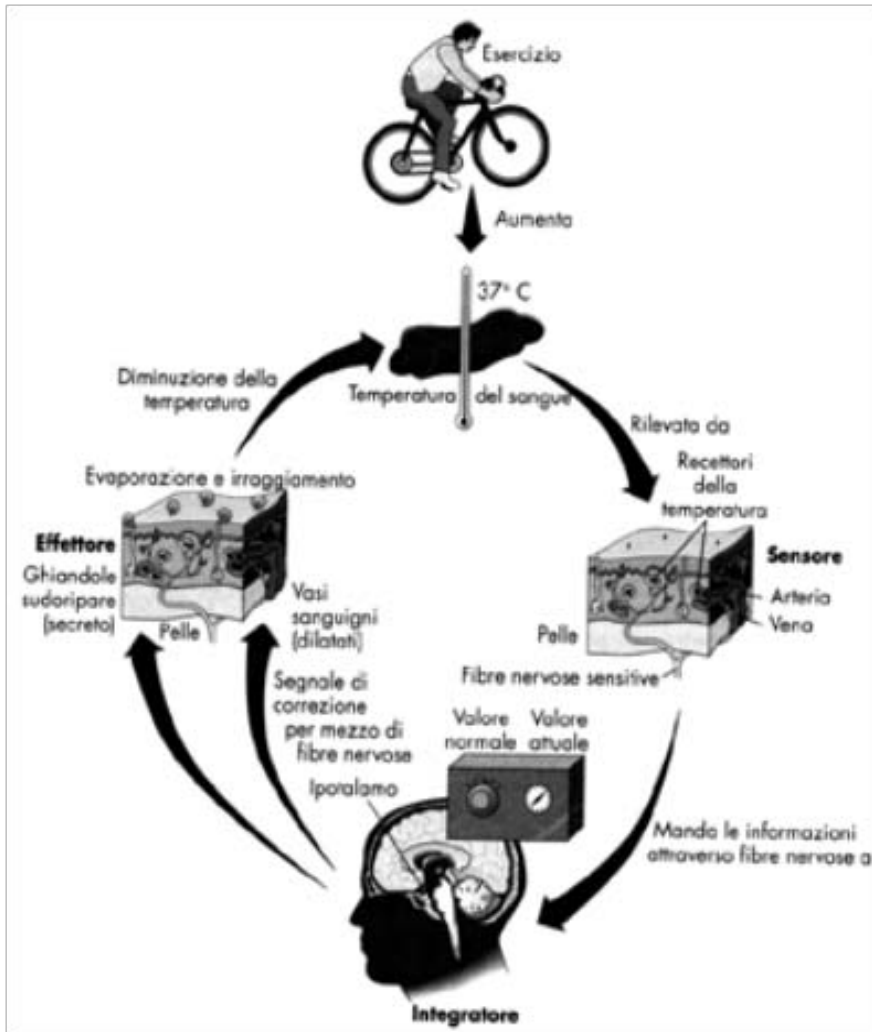 Esercizio
Aumenta
37° C
Temperatura del sangue
Rilevata da
Recettori
della
temperatura
Sensore
Arteria
Vena
Pelle
Fibre nervose sensitive
Manda le informazioni
attraverso fibre nervose a
Valore
normale
Valore
attuale
Ipotalamo
Integratore
Segnale di
correzione
per mezzo di
fibre nervose
Vasi
sanguigni
(dilatati)
Pelle
Effettore
Ghiandole
sudoripare
(secreto)
Evaporazione e irraggiamento
Diminuzione della
temperatura